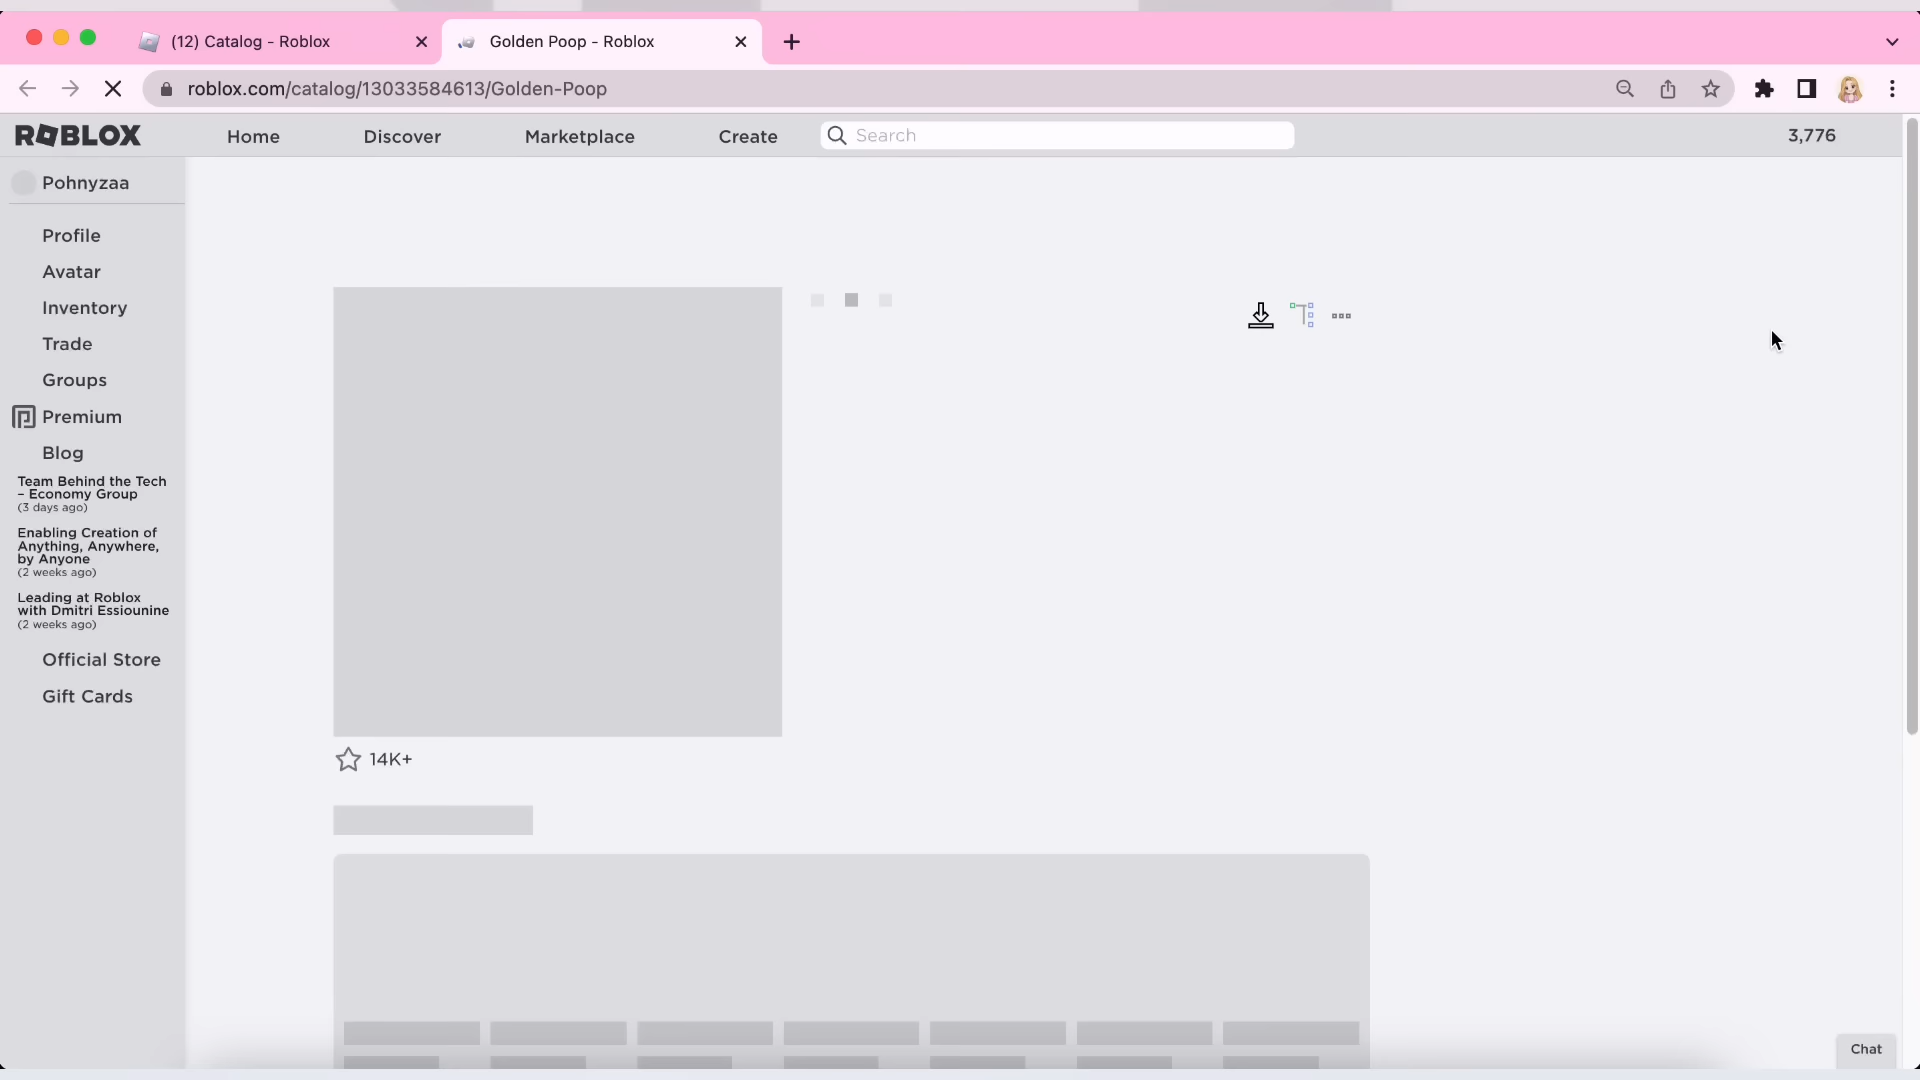 (12) Catalog - Roblox
Golden Poop - Roblox
roblox.com/catalog/13033584613/Golden-Poop
ROBLOX
Home
Discover
Marketplace
Create
Search
3,776
Pohnyzaa
Profile
Avatar
Inventory
Trade
Groups
Premium
Blog
Team Behind the Tech
– Economy Group
(3 days ago)
Enabling Creation of
Anything, Anywhere,
by Anyone
(2 weeks ago)
Leading at Roblox
with Dmitri Essiounine
(2 weeks ago)
Official Store
Gift Cards
14K+
Chat